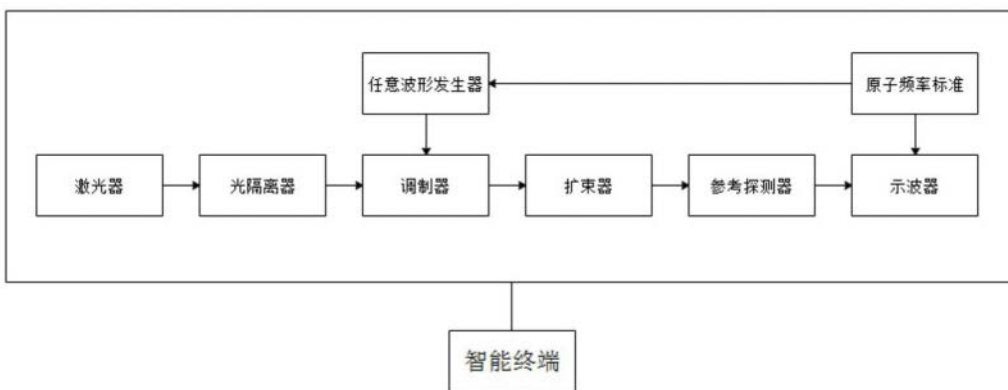 任意波形发生器
原子频率标准
激光器
光隔离器
调制器
扩束器
参考探测器
示波器
智能终端